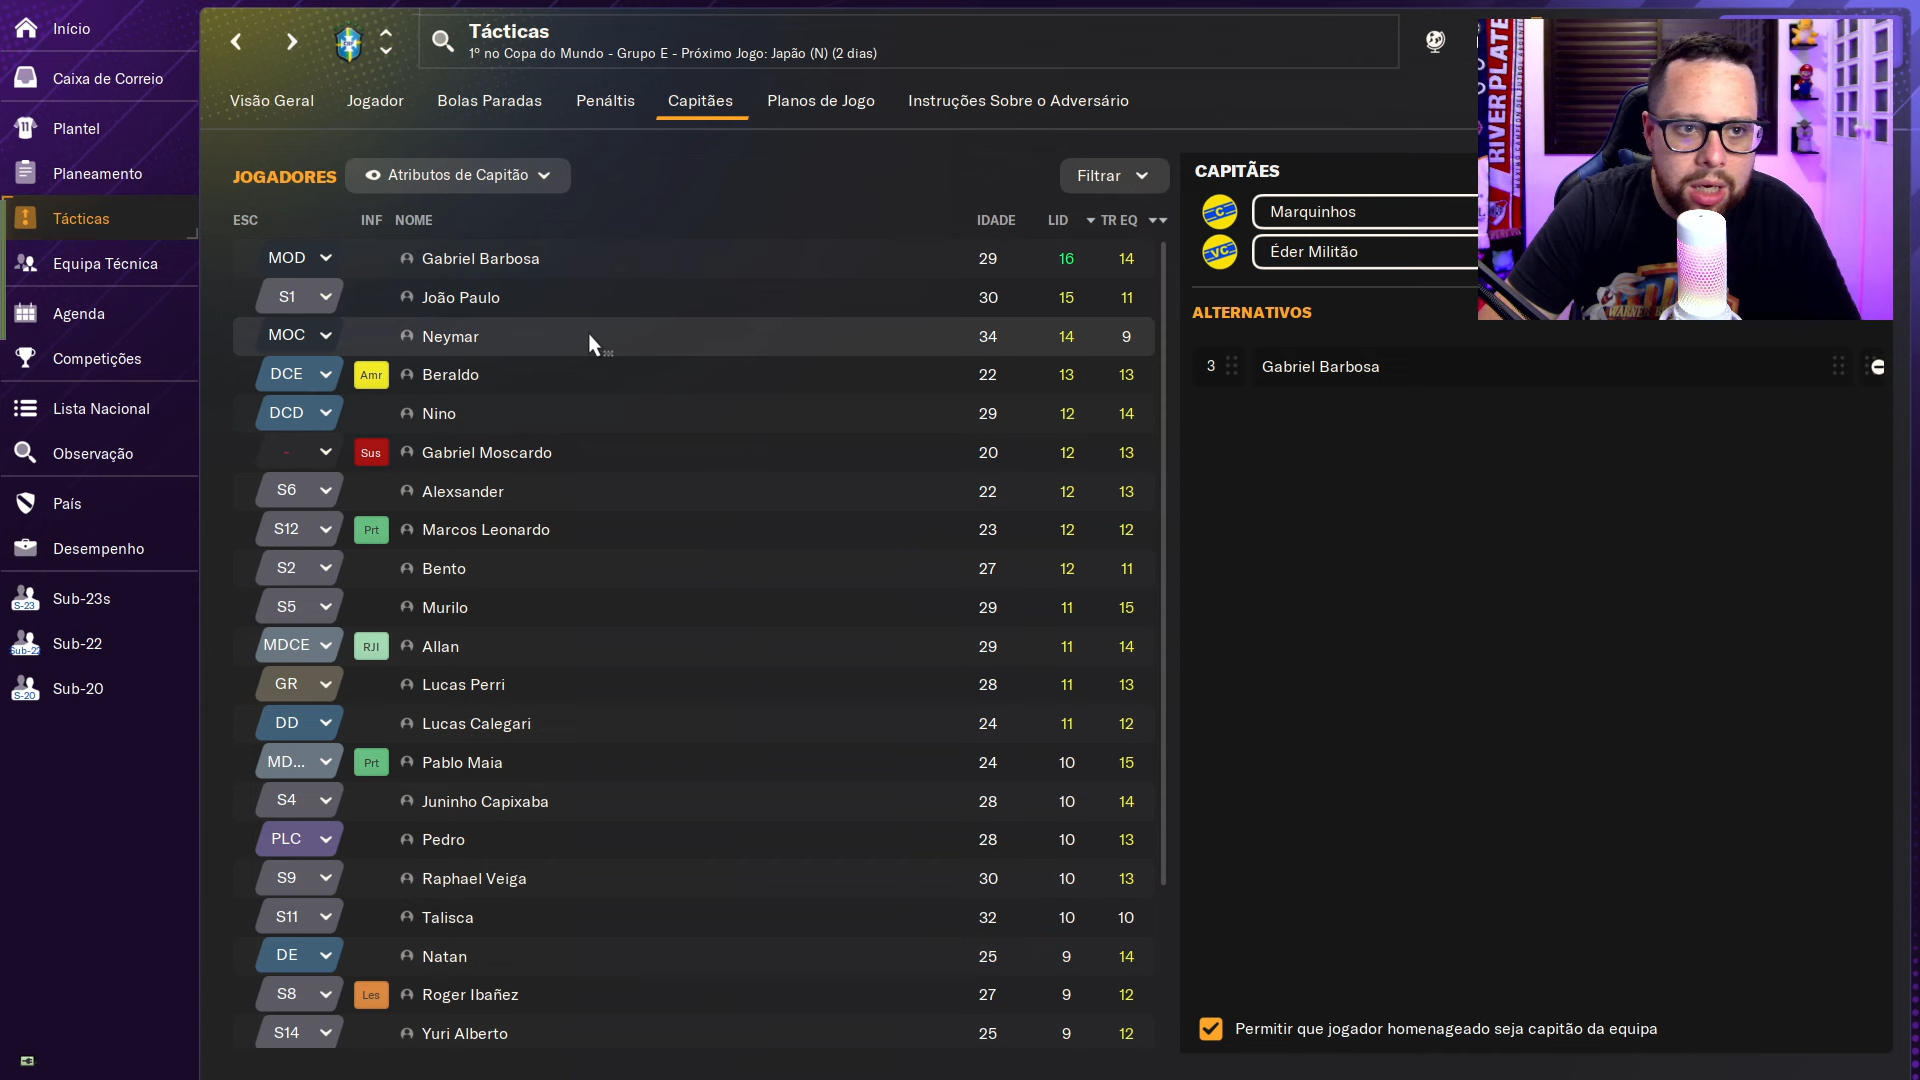 Início
Caixa de Correio
Plantel
Planeamento
Tácticas
Equipa Técnica
Agenda
Competições
Lista Nacional
Observação
País
Desempenho
S-23 Sub-23s
Sub-22 Sub-22
S-20 Sub-20
Tácticas
1º no Copa do Mundo - Grupo E - Próximo Jogo: Japão (N) (2 dias)
Visão Geral Jogador Bolas Paradas Penáltis Capitães Planos de Jogo Instruções Sobre o Adversário
JOGADORES Atributos de Capitão Filtrar
ESC INF NOME IDADE LID TR EQ
MOD Gabriel Barbosa 29 16 14
S1 João Paulo 30 15 11
MOC Neymar 34 14 9
DCE Amr Beraldo 22 13 13
DCD Nino 29 12 14
- Sus Gabriel Moscardo 20 12 13
S6 Alexsander 22 12 13
S12 Prt Marcos Leonardo 23 12 12
S2 Bento 27 12 11
S5 Murilo 29 11 15
MDCE RJI Allan 29 11 14
GR Lucas Perri 28 11 13
DD Lucas Calegari 24 11 12
MD... Prt Pablo Maia 24 10 15
S4 Juninho Capixaba 28 10 14
PLC Pedro 28 10 13
S9 Raphael Veiga 30 10 13
S11 Talisca 32 10 10
DE Natan 25 9 14
S8 Les Roger Ibañez 27 9 12
S14 Yuri Alberto 25 9 12
CAPITÃES
C Marquinhos
VC Éder Militão
ALTERNATIVOS
3 Gabriel Barbosa
Permitir que jogador homenageado seja capitão da equipa
RIVER PLATE
WARNER B